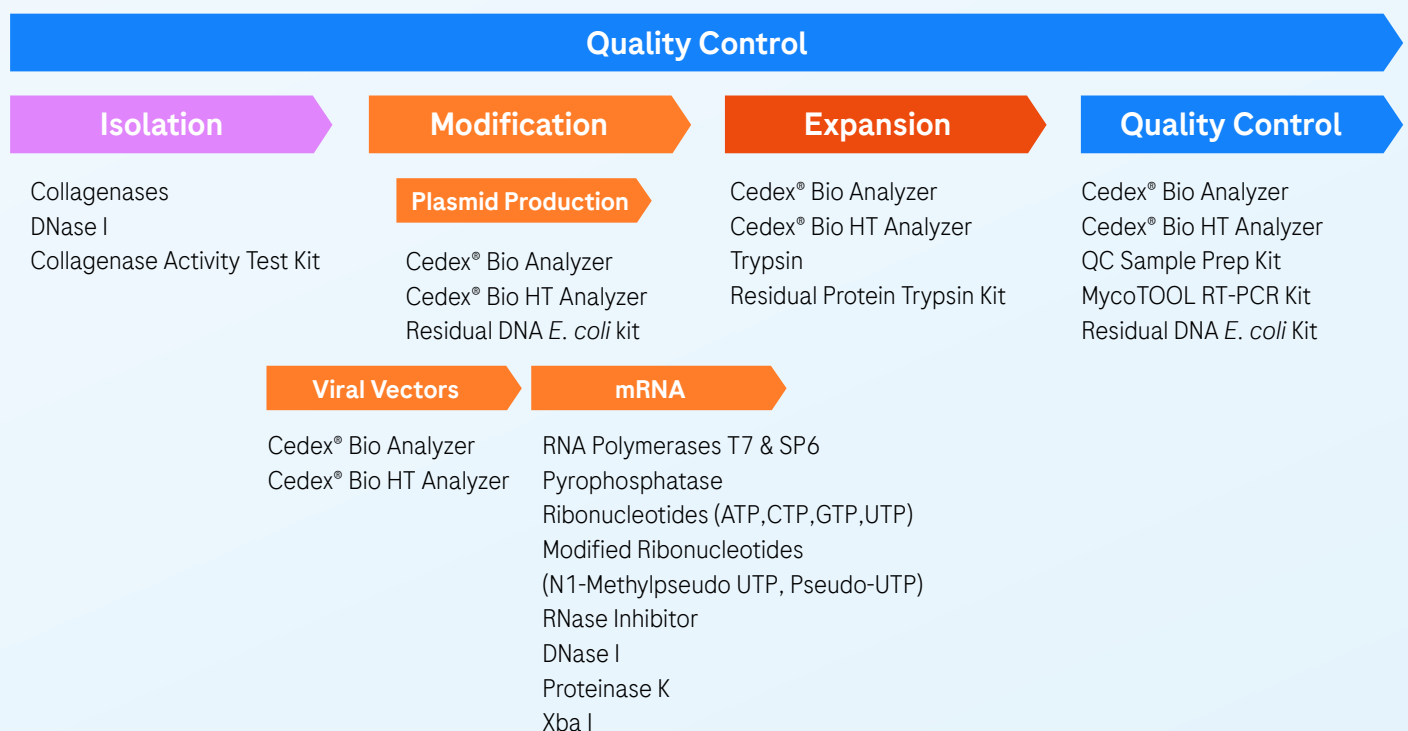 Quality Control
Isolation
Collagenases
DNase I
Collagenase Activity Test Kit
Modification
Plasmid Production
Cedex® Bio Analyzer
Cedex® Bio HT Analyzer
Residual DNA E. coli kit
Viral Vectors
Cedex® Bio Analyzer
Cedex® Bio HT Analyzer
mRNA
RNA Polymerases T7 & SP6
Pyrophosphatase
Ribonucleotides (ATP,CTP,GTP,UTP)
Modified Ribonucleotides
(N1-Methylpseudo UTP, Pseudo-UTP)
RNase Inhibitor
DNase I
Proteinase K
Xba I
Expansion
Cedex® Bio Analyzer
Cedex® Bio HT Analyzer
Trypsin
Residual Protein Trypsin Kit
Quality Control
Cedex® Bio Analyzer
Cedex® Bio HT Analyzer
QC Sample Prep Kit
MycoTOOL RT-PCR Kit
Residual DNA E. coli Kit